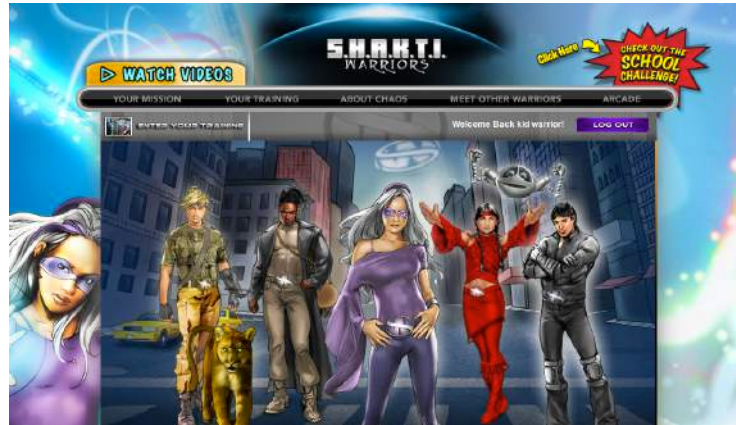 S.H.A.K.T.I.
WARRIORS
Click Here
CHECK OUT THE
SCHOOL
CHALLENGE!
WATCH VIDEOS
YOUR MISSION
YOUR TRAINING
ABOUT CHAOS
MEET OTHER WARRIORS
ARCADE
ENTER YOUR TRAINING
Welcome Back kid warrior!
LOG OUT